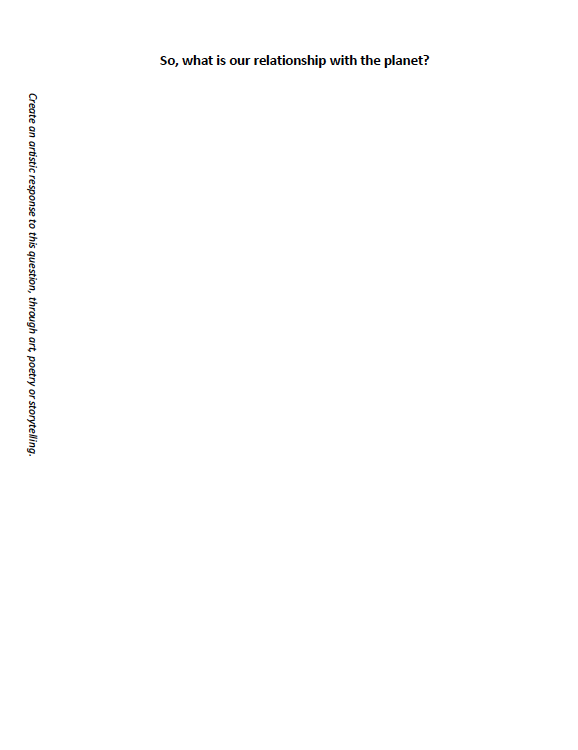 So, what is our relationship with the planet?
Create an artistic response to this question, through art, poetry or storytelling.